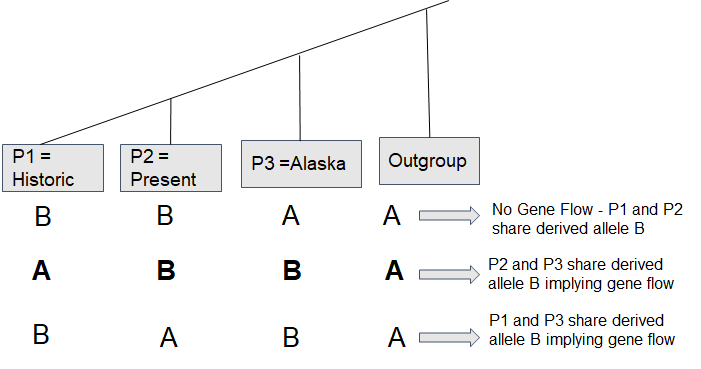 P1 =
Historic
P2 =
Present
P3 =Alaska
Outgroup
B B A A
No Gene Flow - P1 and P2
share derived allele B
A B B A
P2 and P3 share derived
allele B implying gene flow
B A B A
P1 and P3 share derived
allele B implying gene flow